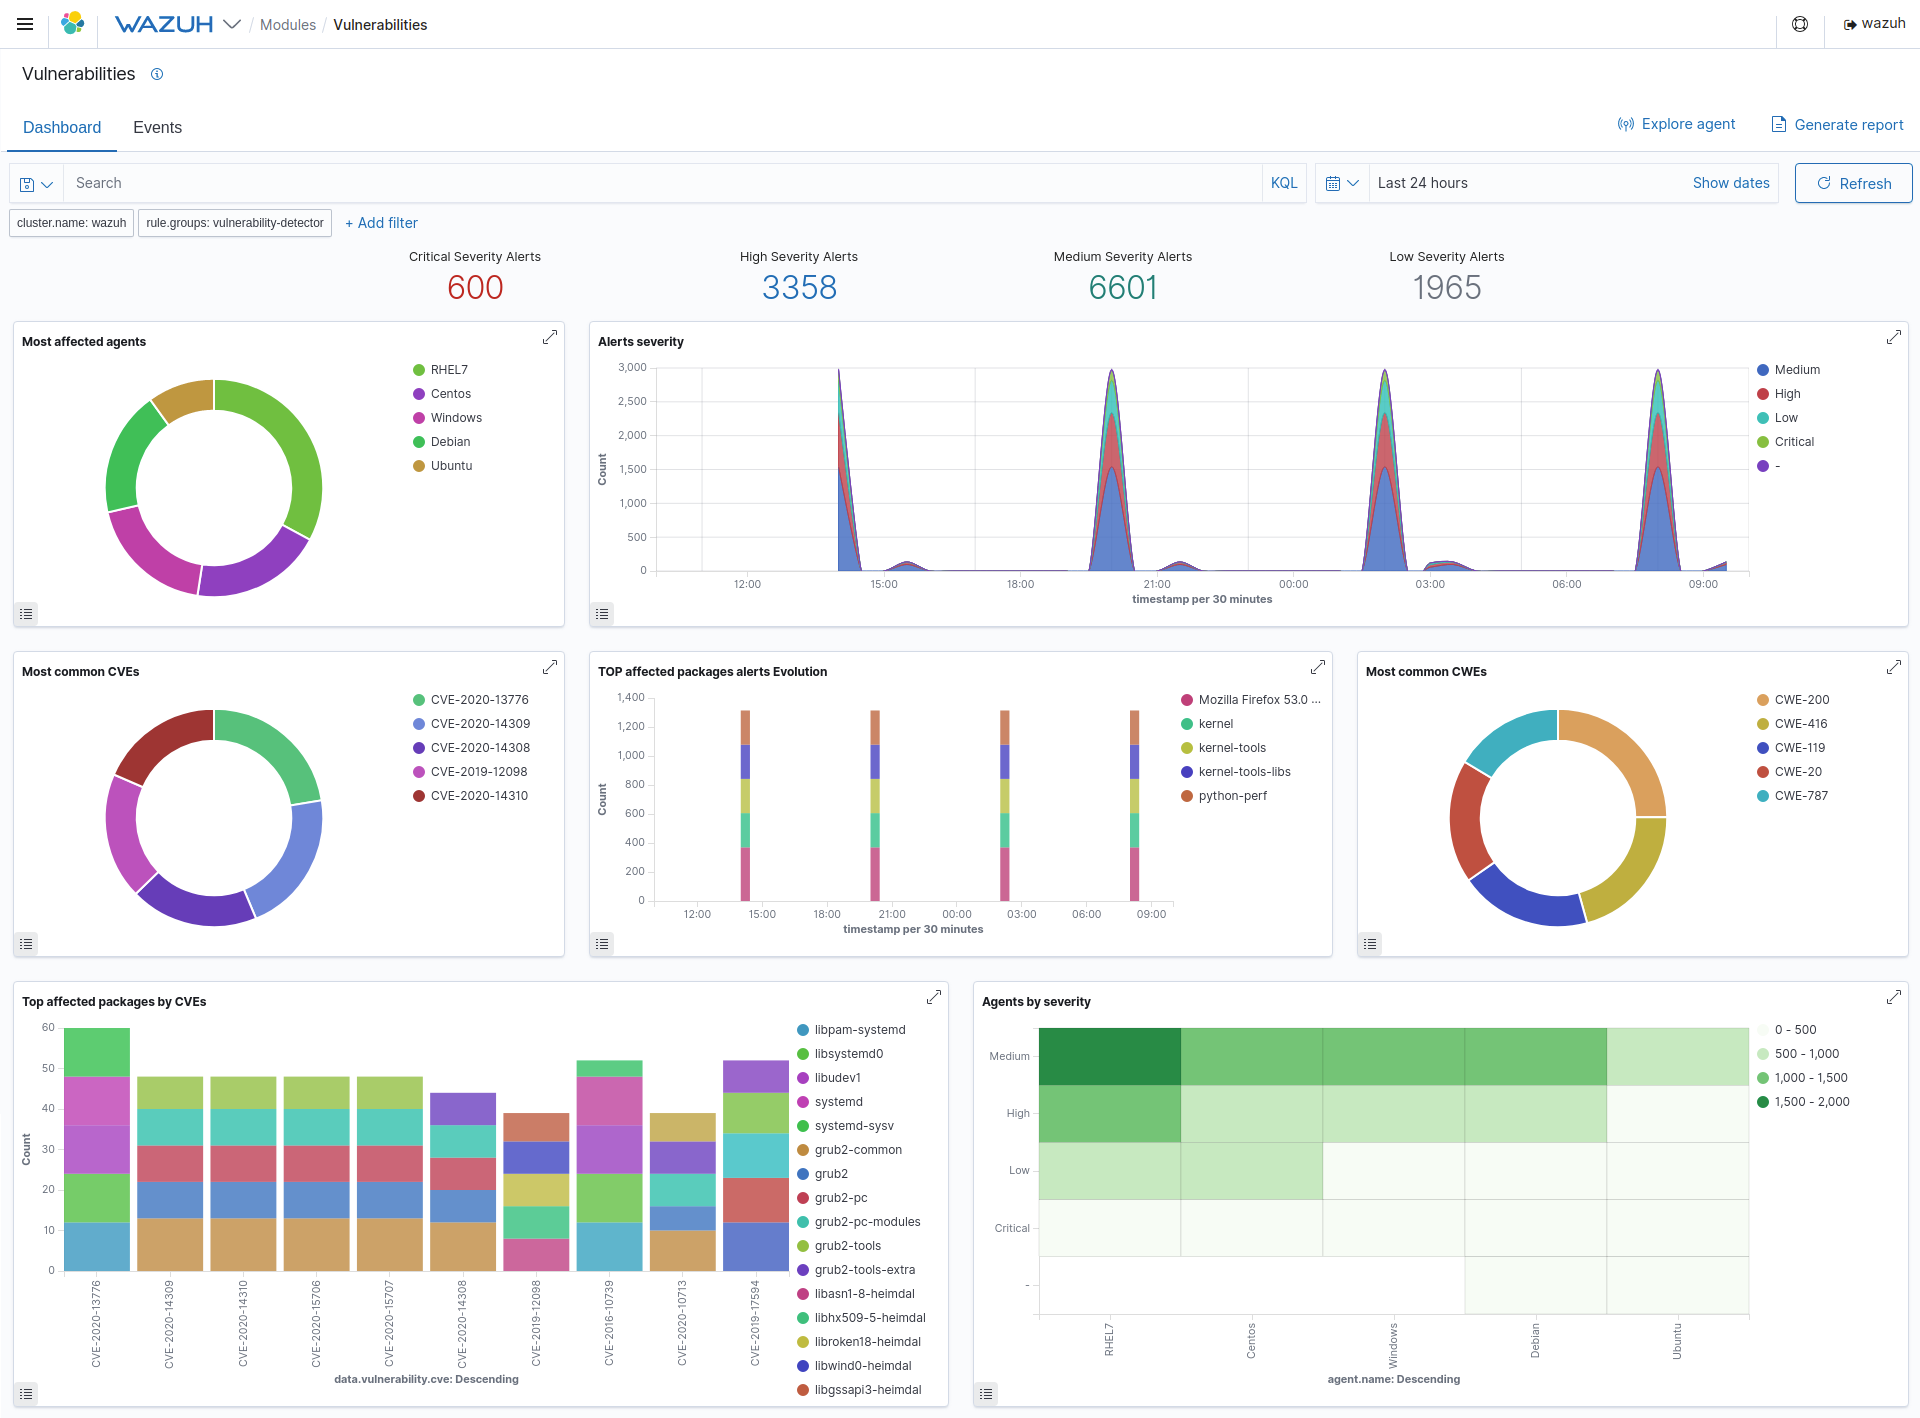 WAZUH / Modules / Vulnerabilities
wazuh
Vulnerabilities
Dashboard Events
Explore agent Generate report
Search KQL Last 24 hours Show dates Refresh
cluster.name: wazuh rule.groups: vulnerability-detector + Add filter
Critical Severity Alerts
600
High Severity Alerts
3358
Medium Severity Alerts
6601
Low Severity Alerts
1965
Most affected agents
RHEL7
Centos
Windows
Debian
Ubuntu
Alerts severity
3,000
2,500
2,000
1,500
1,000
500
0
Count
12:00 15:00 18:00 21:00 00:00 03:00 06:00 09:00
timestamp per 30 minutes
Medium
High
Low
Critical
-
Most common CVEs
CVE-2020-13776
CVE-2020-14309
CVE-2020-14308
CVE-2019-12098
CVE-2020-14310
TOP affected packages alerts Evolution
1,400
1,200
1,000
800
600
400
200
0
Count
12:00 15:00 18:00 21:00 00:00 03:00 06:00 09:00
timestamp per 30 minutes
Mozilla Firefox 53.0 ...
kernel
kernel-tools
kernel-tools-libs
python-perf
Most common CWEs
CWE-200
CWE-416
CWE-119
CWE-20
CWE-787
Top affected packages by CVEs
60
50
40
30
20
10
0
Count
CVE-2020-13776
CVE-2020-14309
CVE-2020-14310
CVE-2020-15706
CVE-2020-15707
CVE-2020-14308
CVE-2019-12098
CVE-2016-10739
CVE-2020-10713
CVE-2019-17594
data.vulnerability.cve: Descending
libpam-systemd
libsystemd0
libudev1
systemd
systemd-sysv
grub2-common
grub2
grub2-pc
grub2-pc-modules
grub2-tools
grub2-tools-extra
libasn1-8-heimdal
libhx509-5-heimdal
libroken18-heimdal
libwind0-heimdal
libgssapi3-heimdal
Agents by severity
Medium
High
Low
Critical
-
RHEL7
Centos
Windows
Debian
Ubuntu
agent.name: Descending
0 - 500
500 - 1,000
1,000 - 1,500
1,500 - 2,000